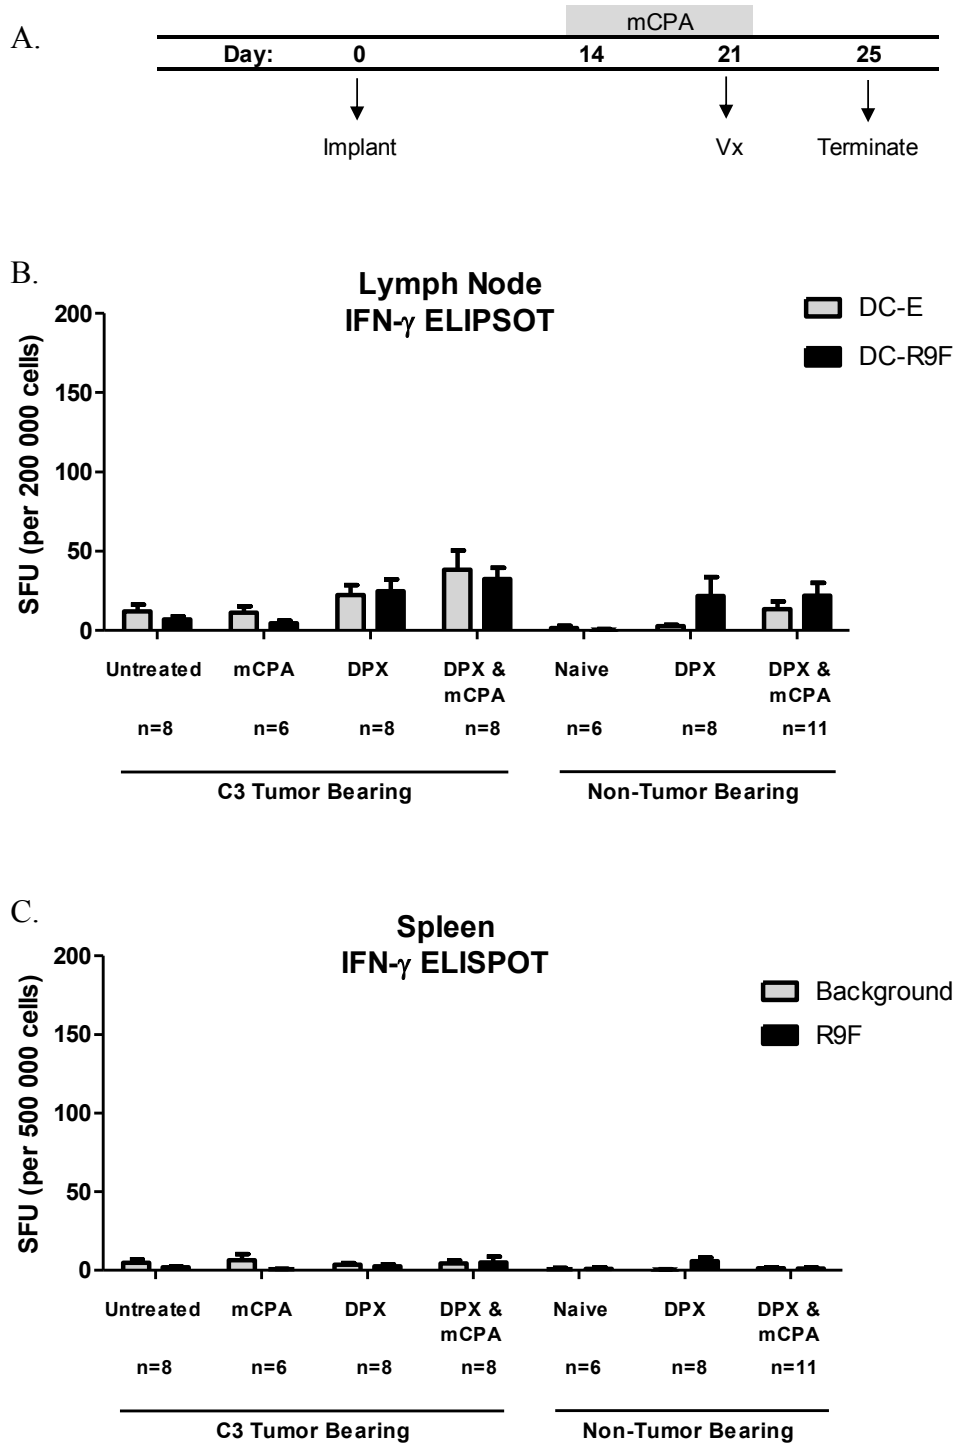 A.
mCPA
Day: 0 14 21 25
Implant Vx Terminate
B.
Lymph Node
IFN-γ ELIPSOT
DC-E
DC-R9F
SFU (per 200 000 cells)
200
150
100
50
0
Untreated mCPA DPX DPX & mCPA Naive DPX DPX & mCPA
n=8 n=6 n=8 n=8 n=6 n=8 n=11
C3 Tumor Bearing Non-Tumor Bearing
C.
Spleen
IFN-γ ELISPOT
Background
R9F
SFU (per 500 000 cells)
200
150
100
50
0
Untreated mCPA DPX DPX & mCPA Naive DPX DPX & mCPA
n=8 n=6 n=8 n=8 n=6 n=8 n=11
C3 Tumor Bearing Non-Tumor Bearing